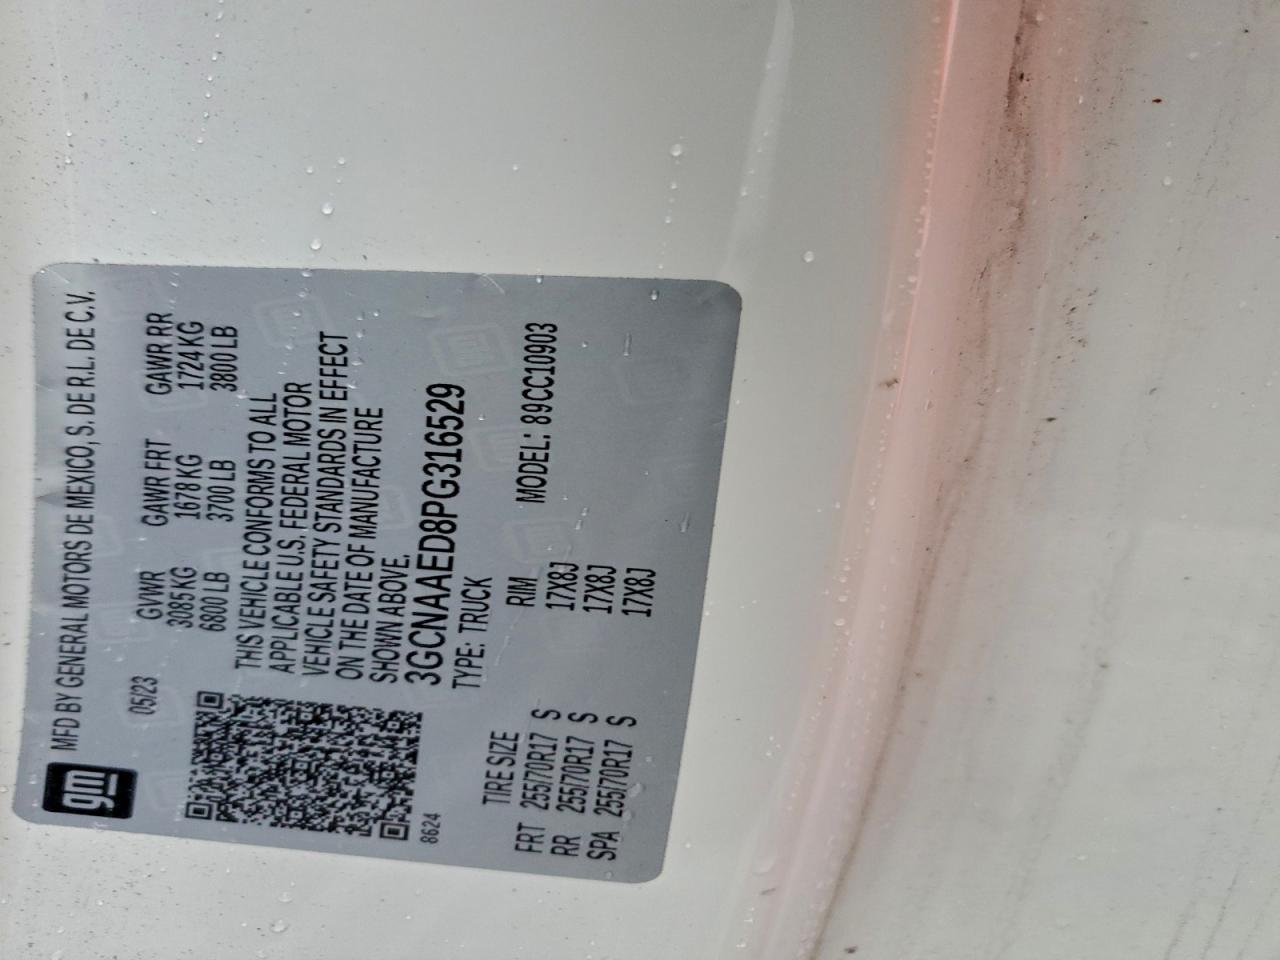 gm MFD BY GENERAL MOTORS DE MEXICO, S. DE R.L. DE C.V.
05/23
GVWR GAWR FRT GAWR RR
3085 KG 1678 KG 1724 KG
6800 LB 3700 LB 3800 LB
THIS VEHICLE CONFORMS TO ALL
APPLICABLE U.S. FEDERAL MOTOR
VEHICLE SAFETY STANDARDS IN EFFECT
ON THE DATE OF MANUFACTURE
SHOWN ABOVE.
3GCNAAED8PG316529
8624
TYPE: TRUCK
TIRE SIZE RIM MODEL: 89CC10903
FRT 255/70R17 S 17X8J
RR 255/70R17 S 17X8J
SPA 255/70R17 S 17X8J